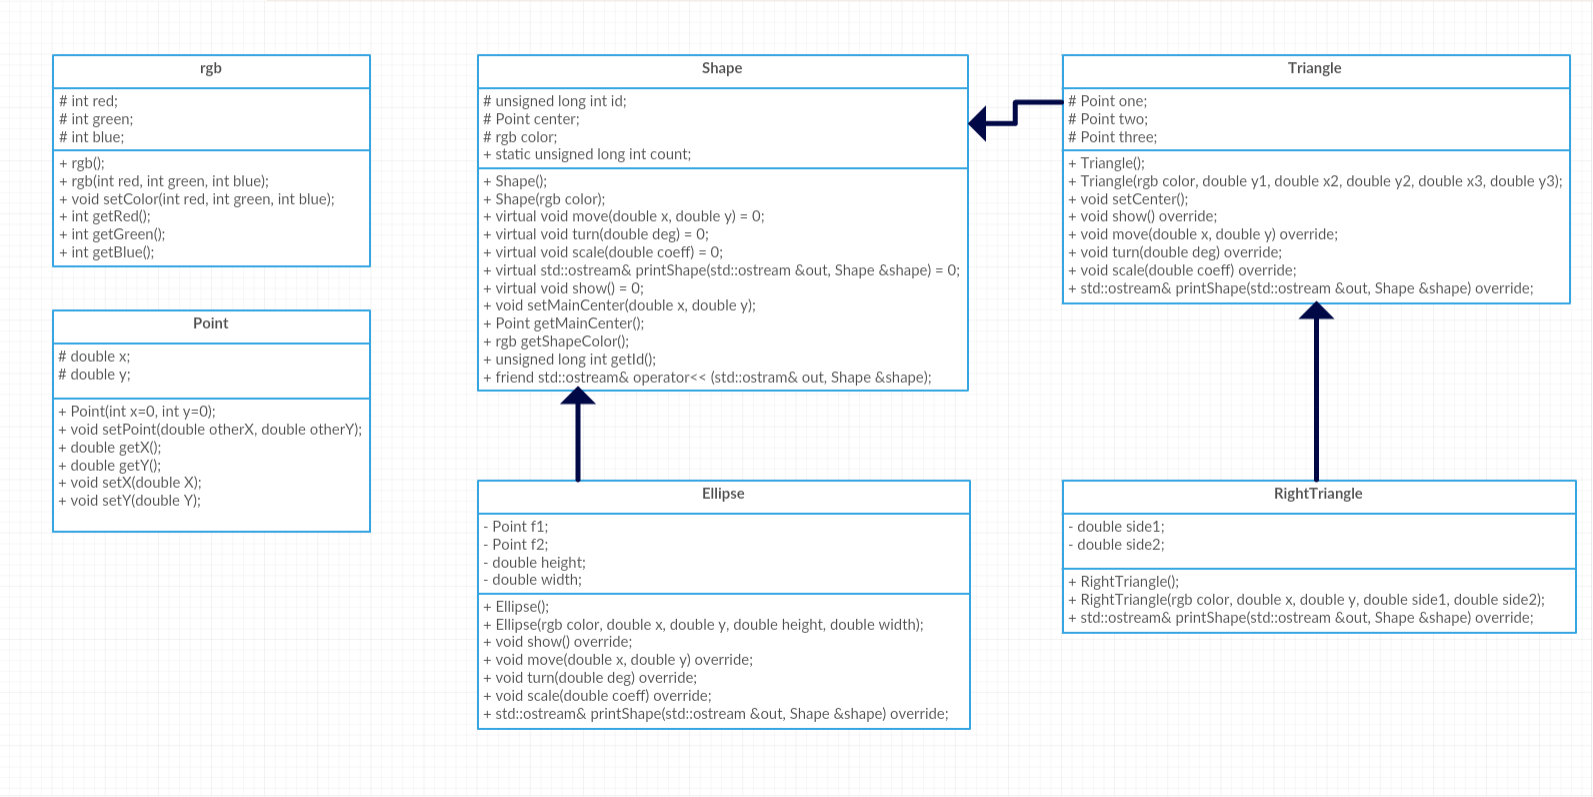 rgb
# int red;
# int green;
# int blue;
+ rgb();
+ rgb(int red, int green, int blue);
+ void setColor(int red, int green, int blue);
+ int getRed();
+ int getGreen();
+ int getBlue();
Point
# double x;
# double y;
+ Point(int x=0, int y=0);
+ void setPoint(double otherX, double otherY);
+ double getX();
+ double getY();
+ void setX(double X);
+ void setY(double Y);
Shape
# unsigned long int id;
# Point center;
# rgb color;
+ static unsigned long int count;
+ Shape();
+ Shape(rgb color);
+ virtual void move(double x, double y) = 0;
+ virtual void turn(double deg) = 0;
+ virtual void scale(double coeff) = 0;
+ virtual std::ostream& printShape(std::ostream &out, Shape &shape) = 0;
+ virtual void show() = 0;
+ void setMainCenter(double x, double y);
+ Point getMainCenter();
+ rgb getShapeColor();
+ unsigned long int getId();
+ friend std::ostream& operator<< (std::ostram& out, Shape &shape);
Ellipse
- Point f1;
- Point f2;
- double height;
- double width;
+ Ellipse();
+ Ellipse(rgb color, double x, double y, double height, double width);
+ void show() override;
+ void move(double x, double y) override;
+ void turn(double deg) override;
+ void scale(double coeff) override;
+ std::ostream& printShape(std::ostream &out, Shape &shape) override;
Triangle
# Point one;
# Point two;
# Point three;
+ Triangle();
+ Triangle(rgb color, double y1, double x2, double y2, double x3, double y3);
+ void setCenter();
+ void show() override;
+ void move(double x, double y) override;
+ void turn(double deg) override;
+ void scale(double coeff) override;
+ std::ostream& printShape(std::ostream &out, Shape &shape) override;
RightTriangle
- double side1;
- double side2;
+ RightTriangle();
+ RightTriangle(rgb color, double x, double y, double side1, double side2);
+ std::ostream& printShape(std::ostream &out, Shape &shape) override;